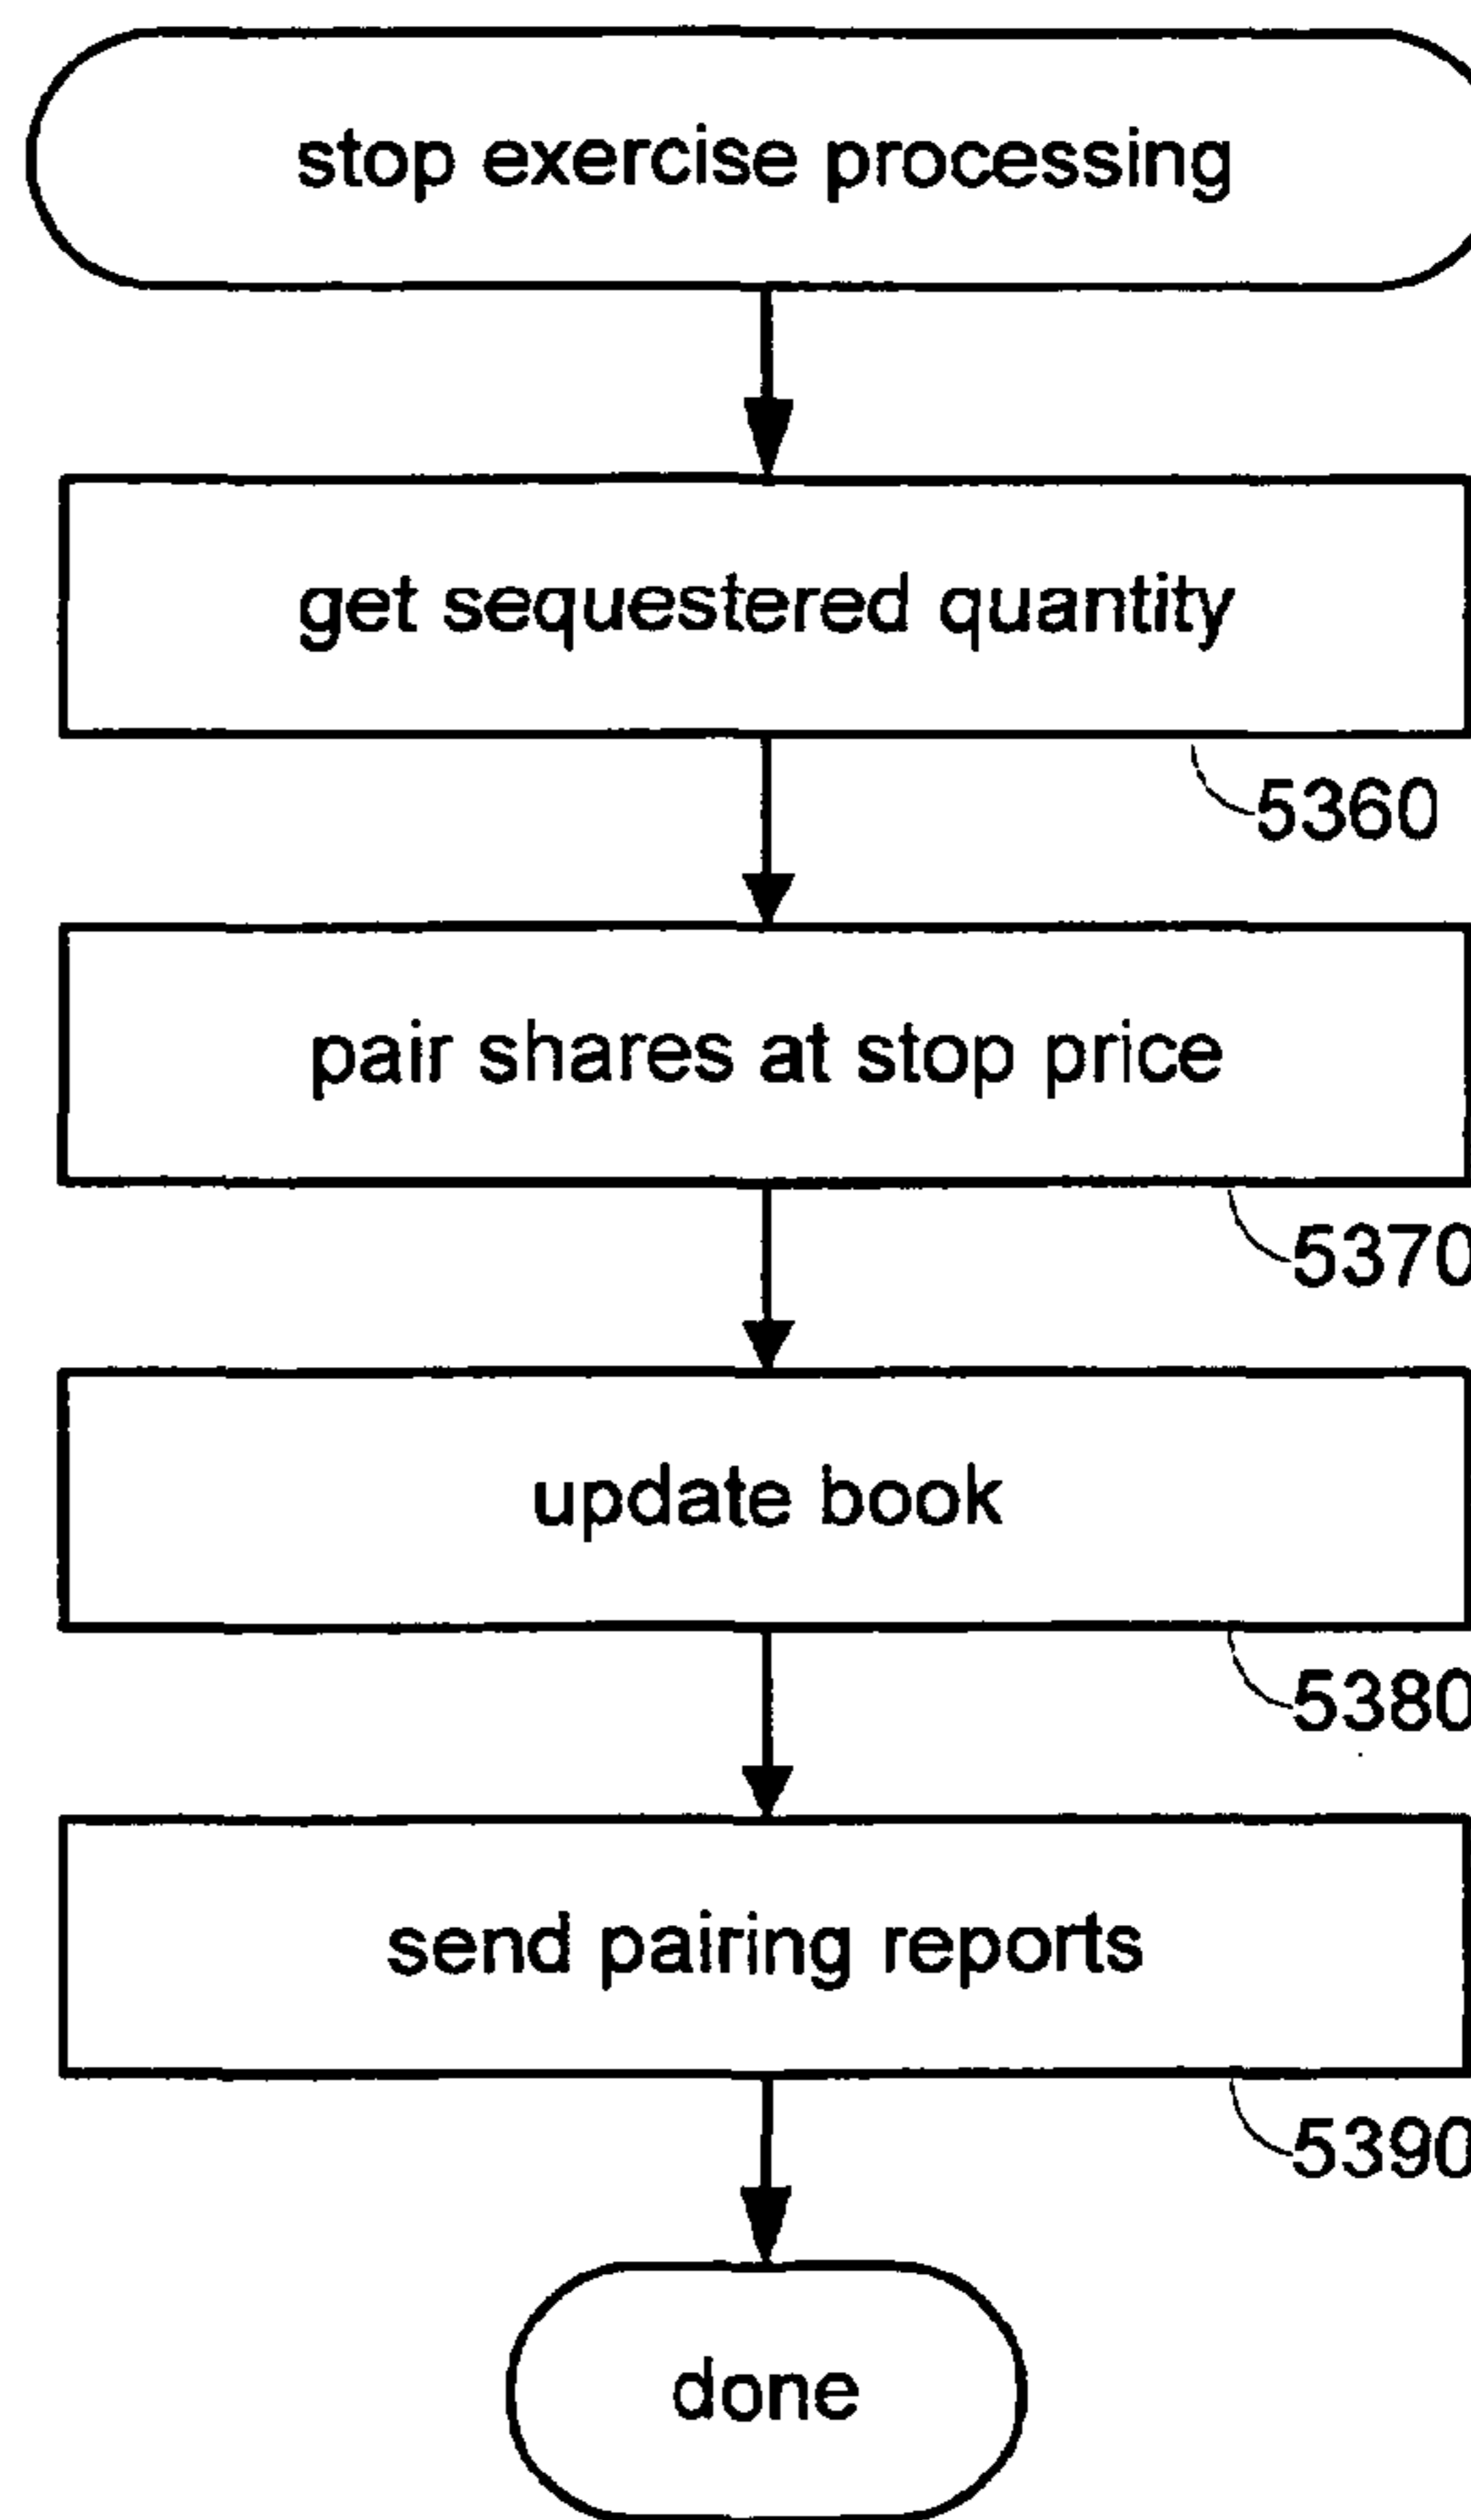 stop exercise processing
get sequestered quantity
5360
pair shares at stop price
5370
update book
5380
send pairing reports
5390
done